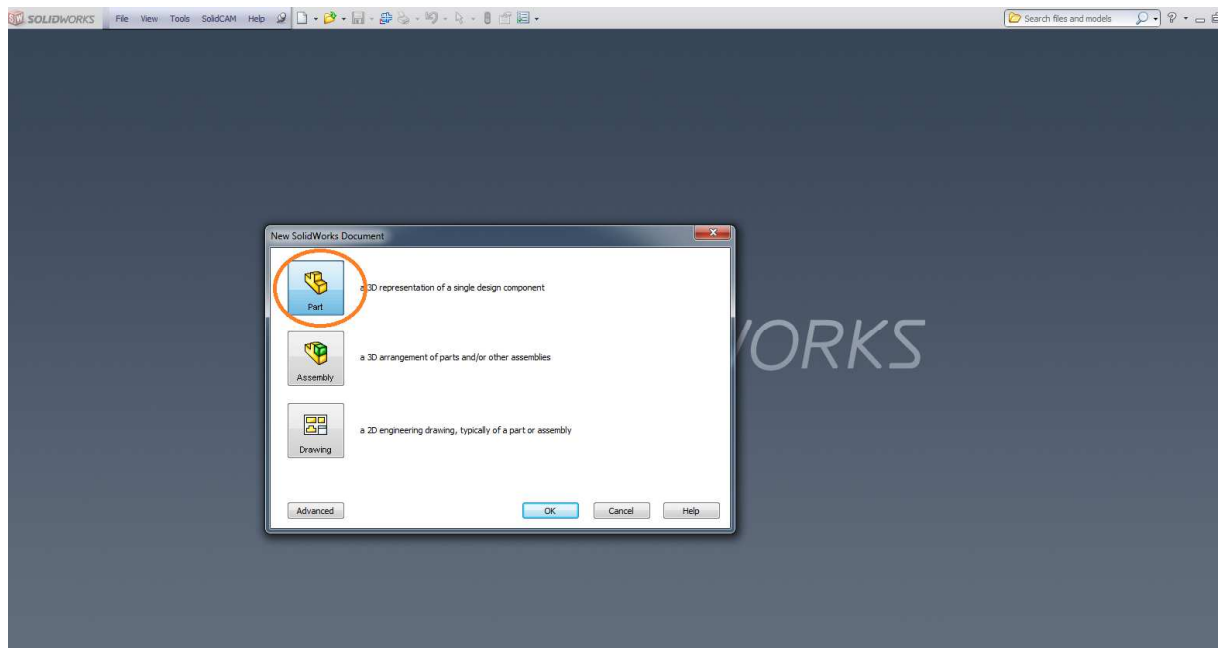 SOLIDWORKS File View Tools SolidCAM Help Search files and models
New SolidWorks Document
Part a 3D representation of a single design component
Assembly a 3D arrangement of parts and/or other assemblies
Drawing a 2D engineering drawing, typically of a part or assembly
Advanced OK Cancel Help
ORKS